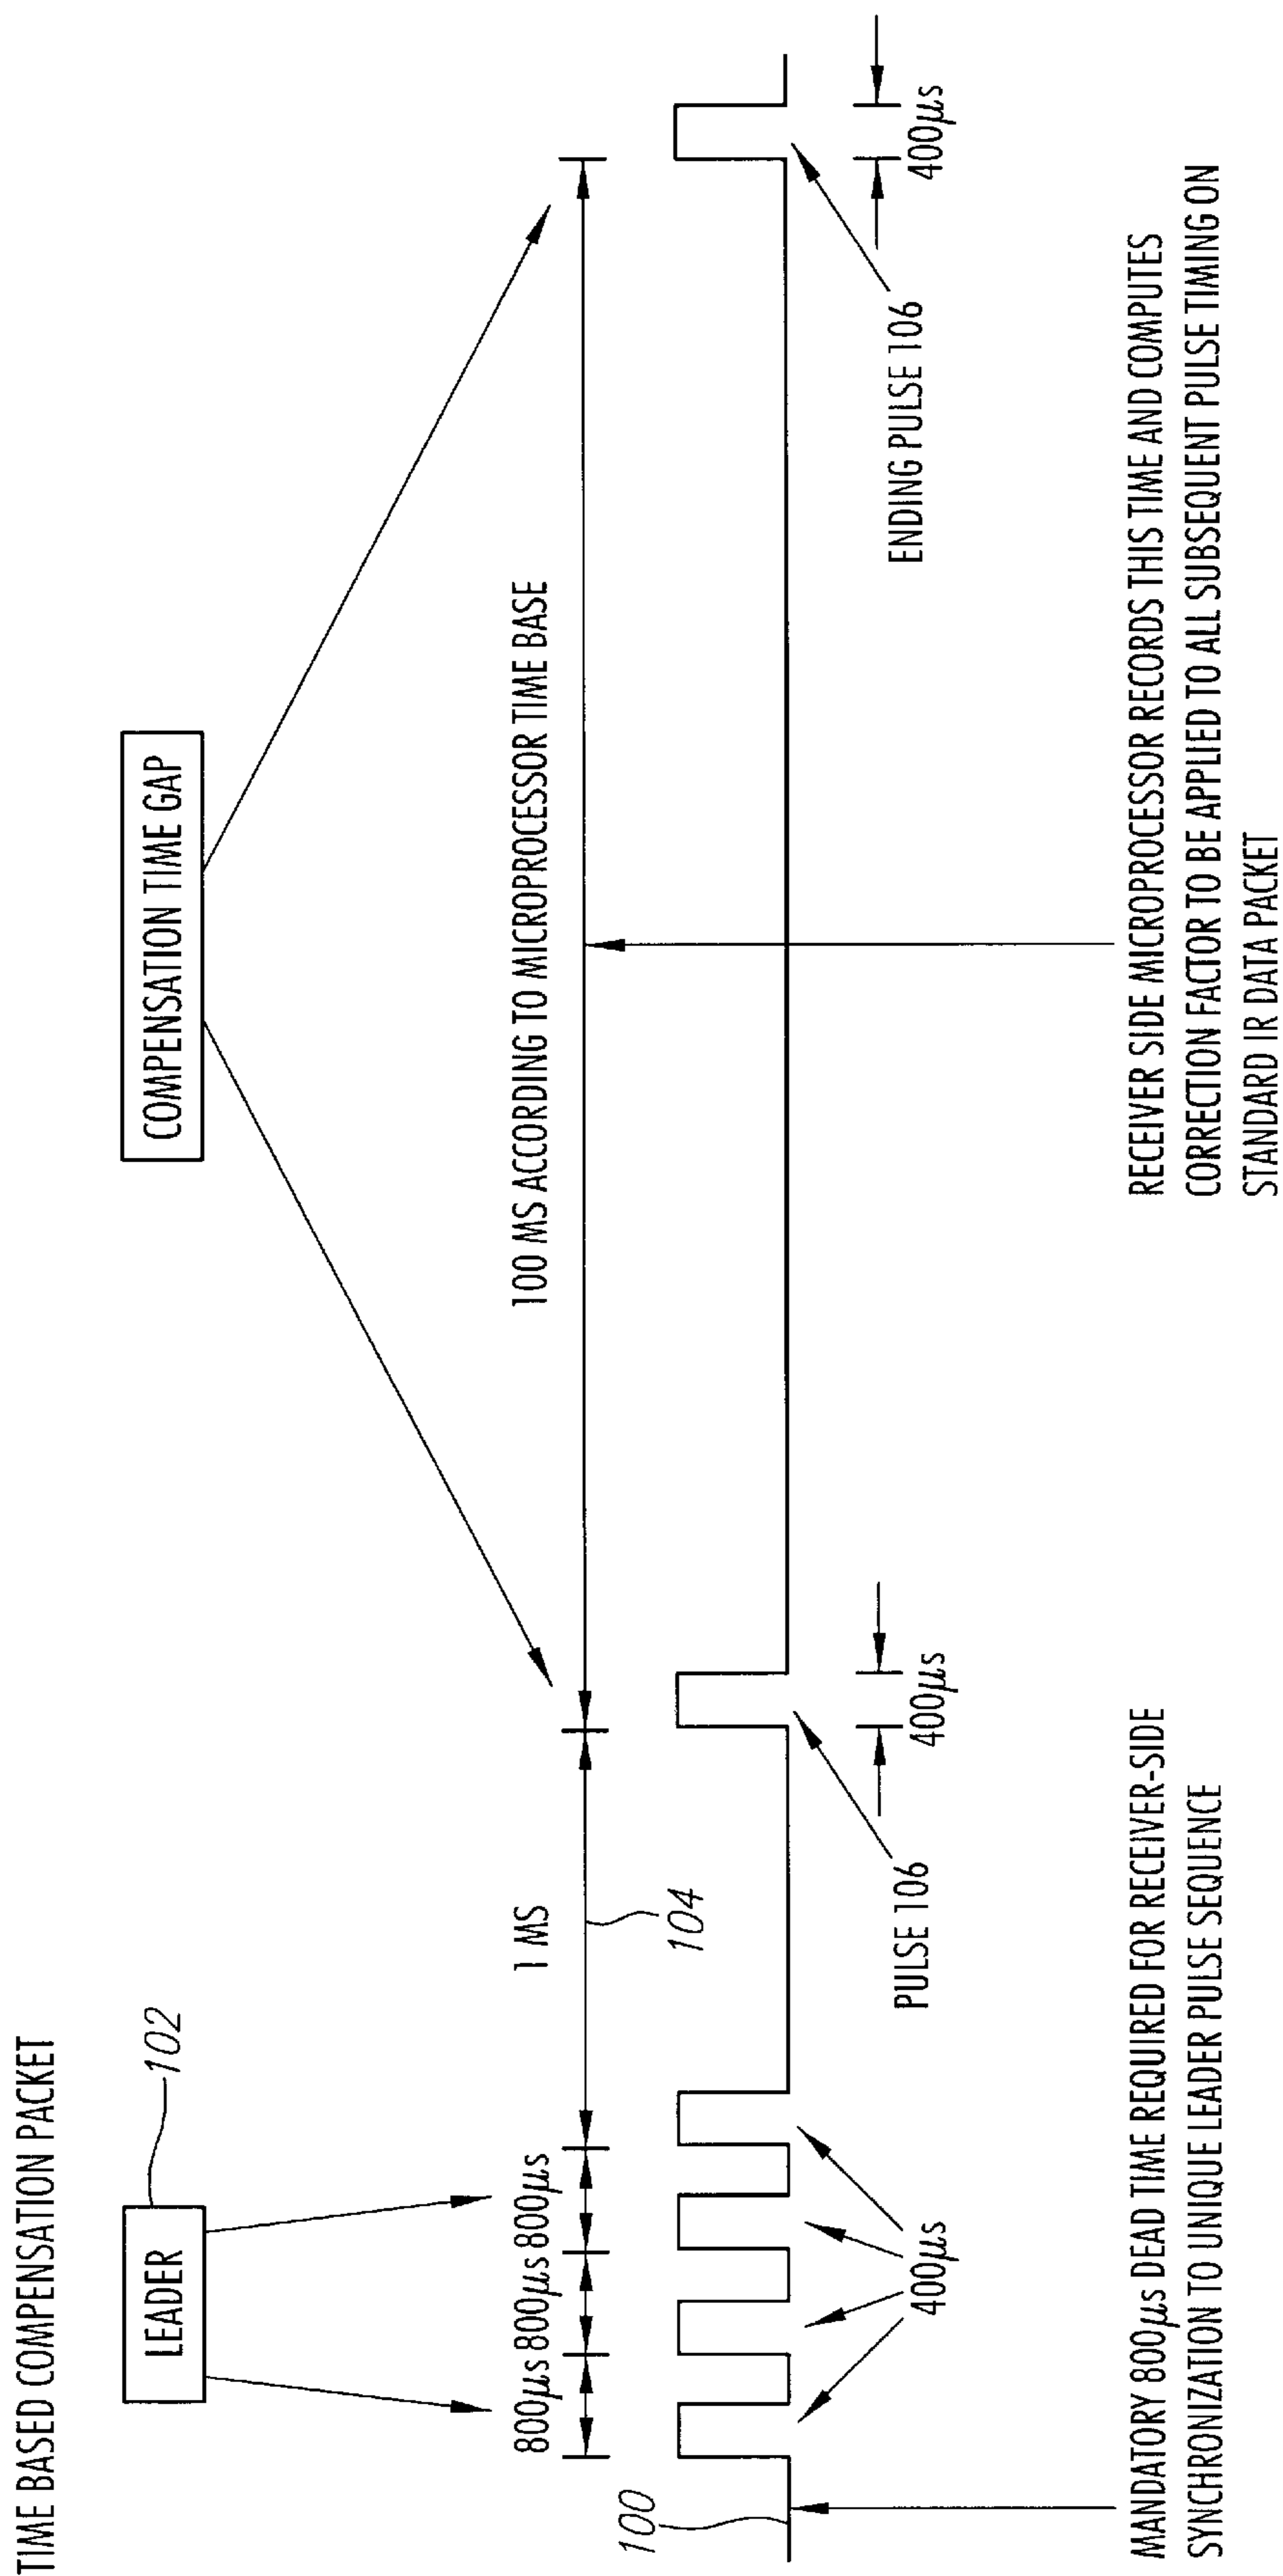 TIME BASED COMPENSATION PACKET
LEADER
102
COMPENSATION TIME GAP
800µs 800µs 800µs
1 MS
100 MS ACCORDING TO MICROPROCESSOR TIME BASE
104
100
400µs
PULSE 106
400µs
ENDING PULSE 106
400µs
MANDATORY 800µs DEAD TIME REQUIRED FOR RECEIVER-SIDE
SYNCHRONIZATION TO UNIQUE LEADER PULSE SEQUENCE
RECEIVER SIDE MICROPROCESSOR RECORDS THIS TIME AND COMPUTES
CORRECTION FACTOR TO BE APPLIED TO ALL SUBSEQUENT PULSE TIMING ON
STANDARD IR DATA PACKET